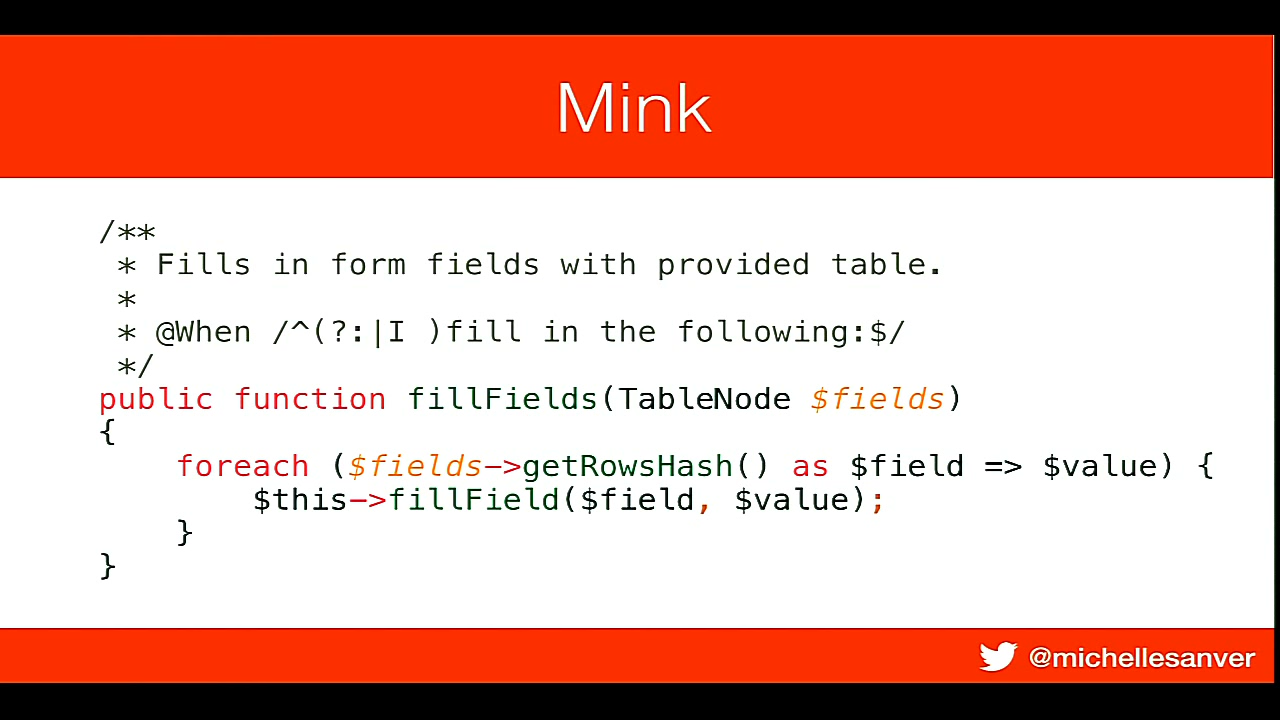 Mink
/**
 * Fills in form fields with provided table.
 *
 * @When /^(?:|I )fill in the following:$/
 */
public function fillFields(TableNode $fields)
{
    foreach ($fields->getRowsHash() as $field => $value) {
        $this->fillField($field, $value);
    }
}
@michellesanver